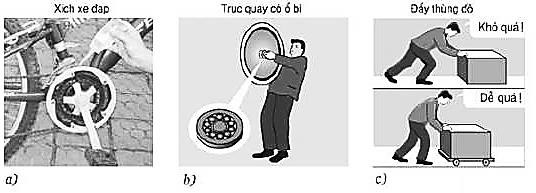 Xích xe đạp
Trục quay có ổ bi
Đẩy thùng đồ
Khó quá!
Dễ quá!
a)
b)
c)